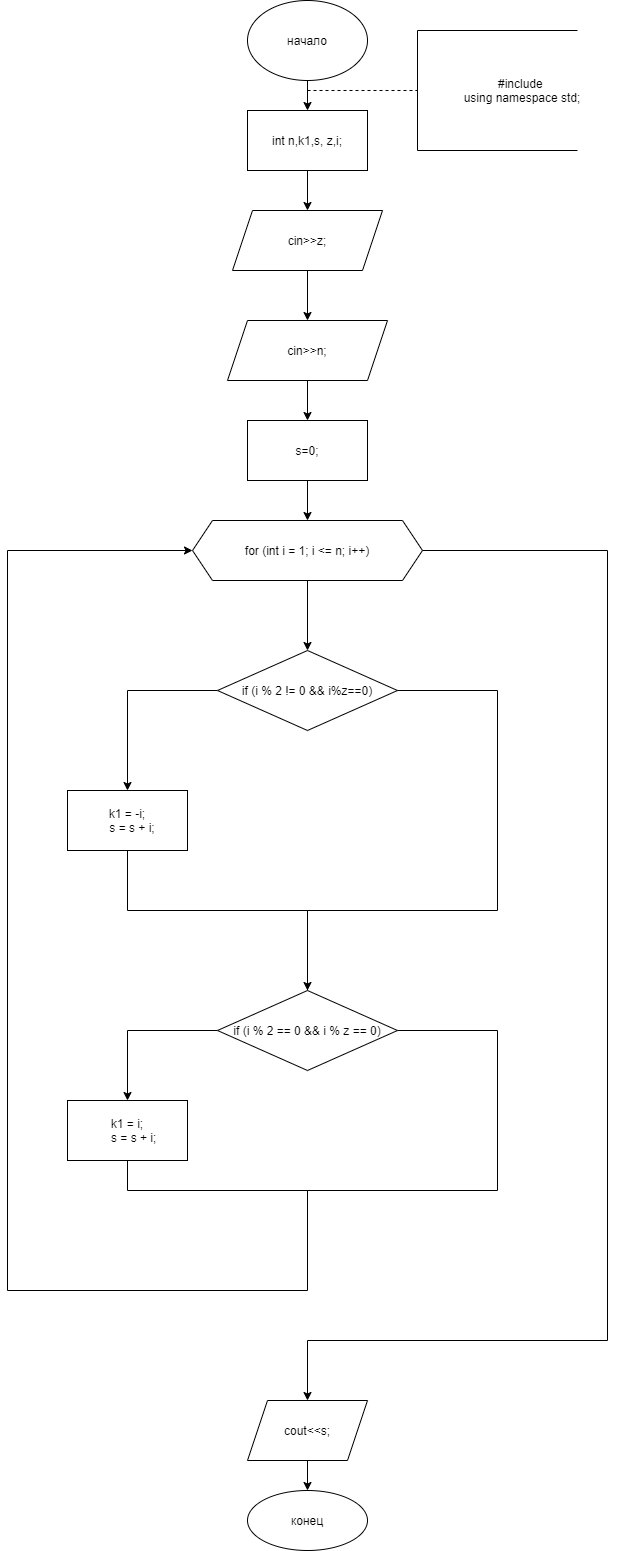 начало
#include
using namespace std;
int n,k1,s, z,i;
cin>>z;
cin>>n;
s=0;
for (int i = 1; i <= n; i++)
if (i % 2 != 0 && i%z==0)
k1 = -i;
s = s + i;
if (i % 2 == 0 && i % z == 0)
k1 = i;
s = s + i;
cout<<s;
конец